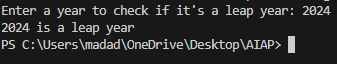 Enter a year to check if it's a leap year: 2024
2024 is a leap year
PS C:\Users\madad\OneDrive\Desktop\AIAP>